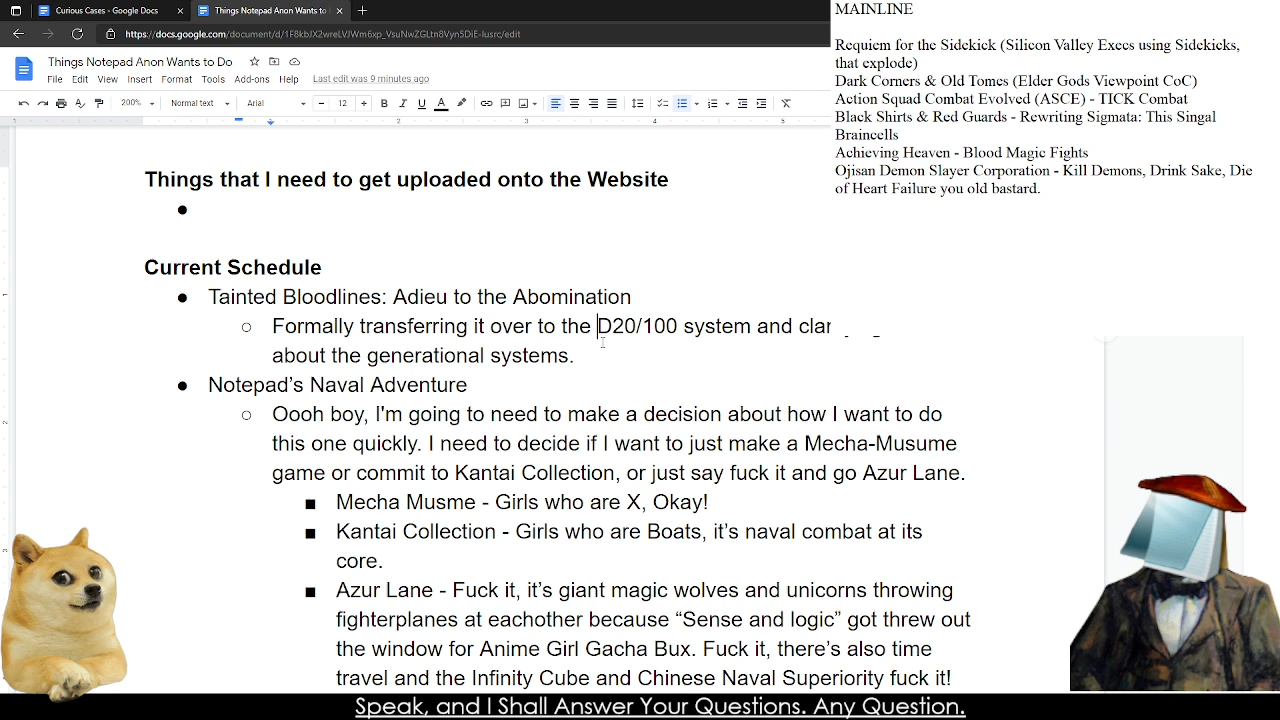 Curious Cases - Google Docs
Things Notepad Anon Wants to
https://docs.google.com/document/d/1F8kbJX2wreLVJWm6xp_VsuNwZGLtn8Vyn5DiE-Iusrc/edit
Things Notepad Anon Wants to Do
File Edit View Insert Format Tools Add-ons Help Last edit was 9 minutes ago
200% Normal text Arial 12 B I U A
1 2 3 4 5
MAINLINE
Requiem for the Sidekick (Silicon Valley Execs using Sidekicks,
that explode)
Dark Corners & Old Tomes (Elder Gods Viewpoint CoC)
Action Squad Combat Evolved (ASCE) - TICK Combat
Black Shirts & Red Guards - Rewriting Sigmata: This Singal
Braincells
Achieving Heaven - Blood Magic Fights
Ojisan Demon Slayer Corporation - Kill Demons, Drink Sake, Die
of Heart Failure you old bastard.
Things that I need to get uploaded onto the Website
●
Current Schedule
● Tainted Bloodlines: Adieu to the Abomination
○ Formally transferring it over to the D20/100 system and
about the generational systems.
● Notepad's Naval Adventure
○ Oooh boy, I'm going to need to make a decision about how I want to do
this one quickly. I need to decide if I want to just make a Mecha-Musume
game or commit to Kantai Collection, or just say fuck it and go Azur Lane.
■ Mecha Musme - Girls who are X, Okay!
■ Kantai Collection - Girls who are Boats, it's naval combat at its
core.
■ Azur Lane - Fuck it, it's giant magic wolves and unicorns throwing
fighterplanes at eachother because “Sense and logic” got threw out
the window for Anime Girl Gacha Bux. Fuck it, there's also time
travel and the Infinity Cube and Chinese Naval Superiority fuck it!
Speak, and I Shall Answer Your Questions. Any Question.